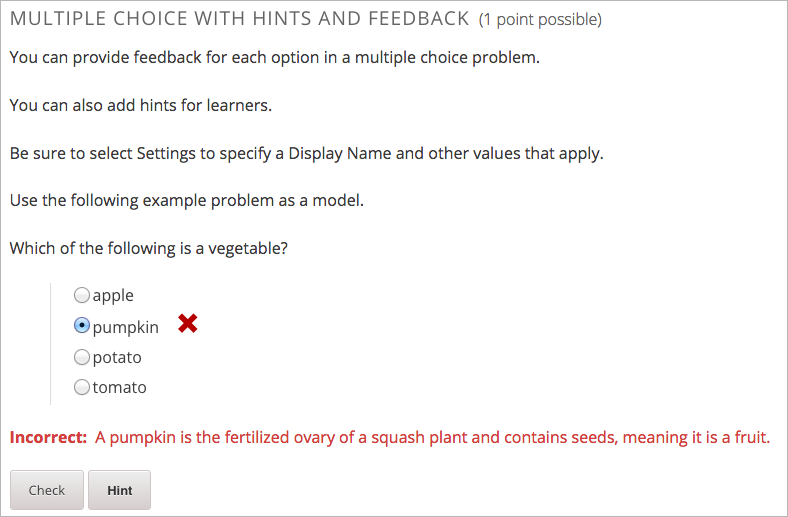 MULTIPLE CHOICE WITH HINTS AND FEEDBACK (1 point possible)
You can provide feedback for each option in a multiple choice problem.
You can also add hints for learners.
Be sure to select Settings to specify a Display Name and other values that apply.
Use the following example problem as a model.
Which of the following is a vegetable?
apple
pumpkin
potato
tomato
Incorrect: A pumpkin is the fertilized ovary of a squash plant and contains seeds, meaning it is a fruit.
Check Hint